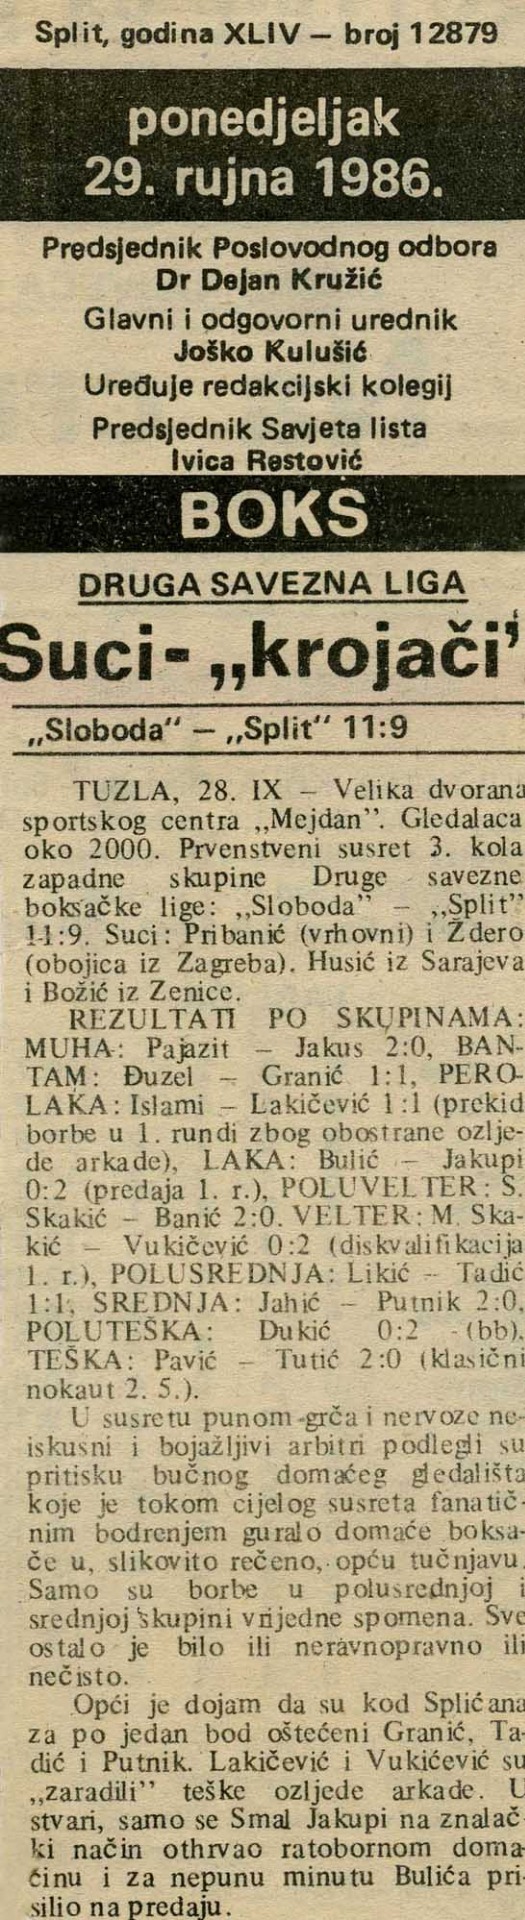 Split, godina XLIV — broj 12879
ponedjeljak
29. rujna 1986.
Predsjednik Poslovodnog odbora
Dr Dejan Kružić
Glavni i odgovorni urednik
Joško Kulušić
Uređuje redakcijski kolegij
Predsjednik Savjeta lista
Ivica Restović
BOKS
DRUGA SAVEZNA LIGA
Suci- „krojači’
„Sloboda” — „Split” 11:9
TUZLA, 28. IX — Velika dvorana
sportskog centra „Mejdan”. Gledalaca
oko 2000. Prvenstveni susret 3. kola
zapadne skupine Druge savezne
boksačke lige: „Sloboda” — „Split”
11:9. Suci: Pribanić (vrhovni) i Ždero
(obojica iz Zagreba). Husić iz Sarajeva
i Božić iz Zenice.
REZULTATI PO SKUPINAMA:
MUHA: Pajazit — Jakus 2:0, BAN-
TAM: Đuzel — Granić 1:1, PERO-
LAKA: Islami — Lakičević 1:1 (prekid
borbe u 1. rundi zbog obostrane ozlje-
de arkade), LAKA: Bulić — Jakupi
0:2 (predaja 1. r.), POLUVELTER: S.
Skakić — Banić 2:0. VELTER: M. Ska-
kić — Vukičević 0:2 (diskvalifikacija
1. r.), POLUSREDNJA: Likić — Tadić
1:1, SREDNJA: Jahić — Putnik 2:0,
POLUTEŠKA: Dukić 0:2 -(bb),
TEŠKA: Pavić — Tutić 2:0 (klasični
nokaut 2. 5.).
U susretu punom grča i nervoze ne-
iskusni i bojažljivi arbitri podlegli su
pritisku bučnog domaćeg gledališta
koje je tokom cijelog susreta fanatič-
nim bodrenjem guralo domaće boksa-
če u, slikovito rečeno, opću tučnjavu.
Samo su borbe u polusrednjoj i
srednjoj skupini vrijedne spomena. Sve
ostalo je bilo ili neravnopravno ili
nečisto.
Opći je dojam da su kod Splićana
za po jedan bod oštećeni Granić, Ta-
dić i Putnik. Lakičević i Vukićević su
„zaradili” teške ozljede arkade. U
stvari, samo se Smal Jakupi na znalač-
ki način othrvao ratobornom doma-
ćinu i za nepunu minutu Bulića pri-
silio na predaju.